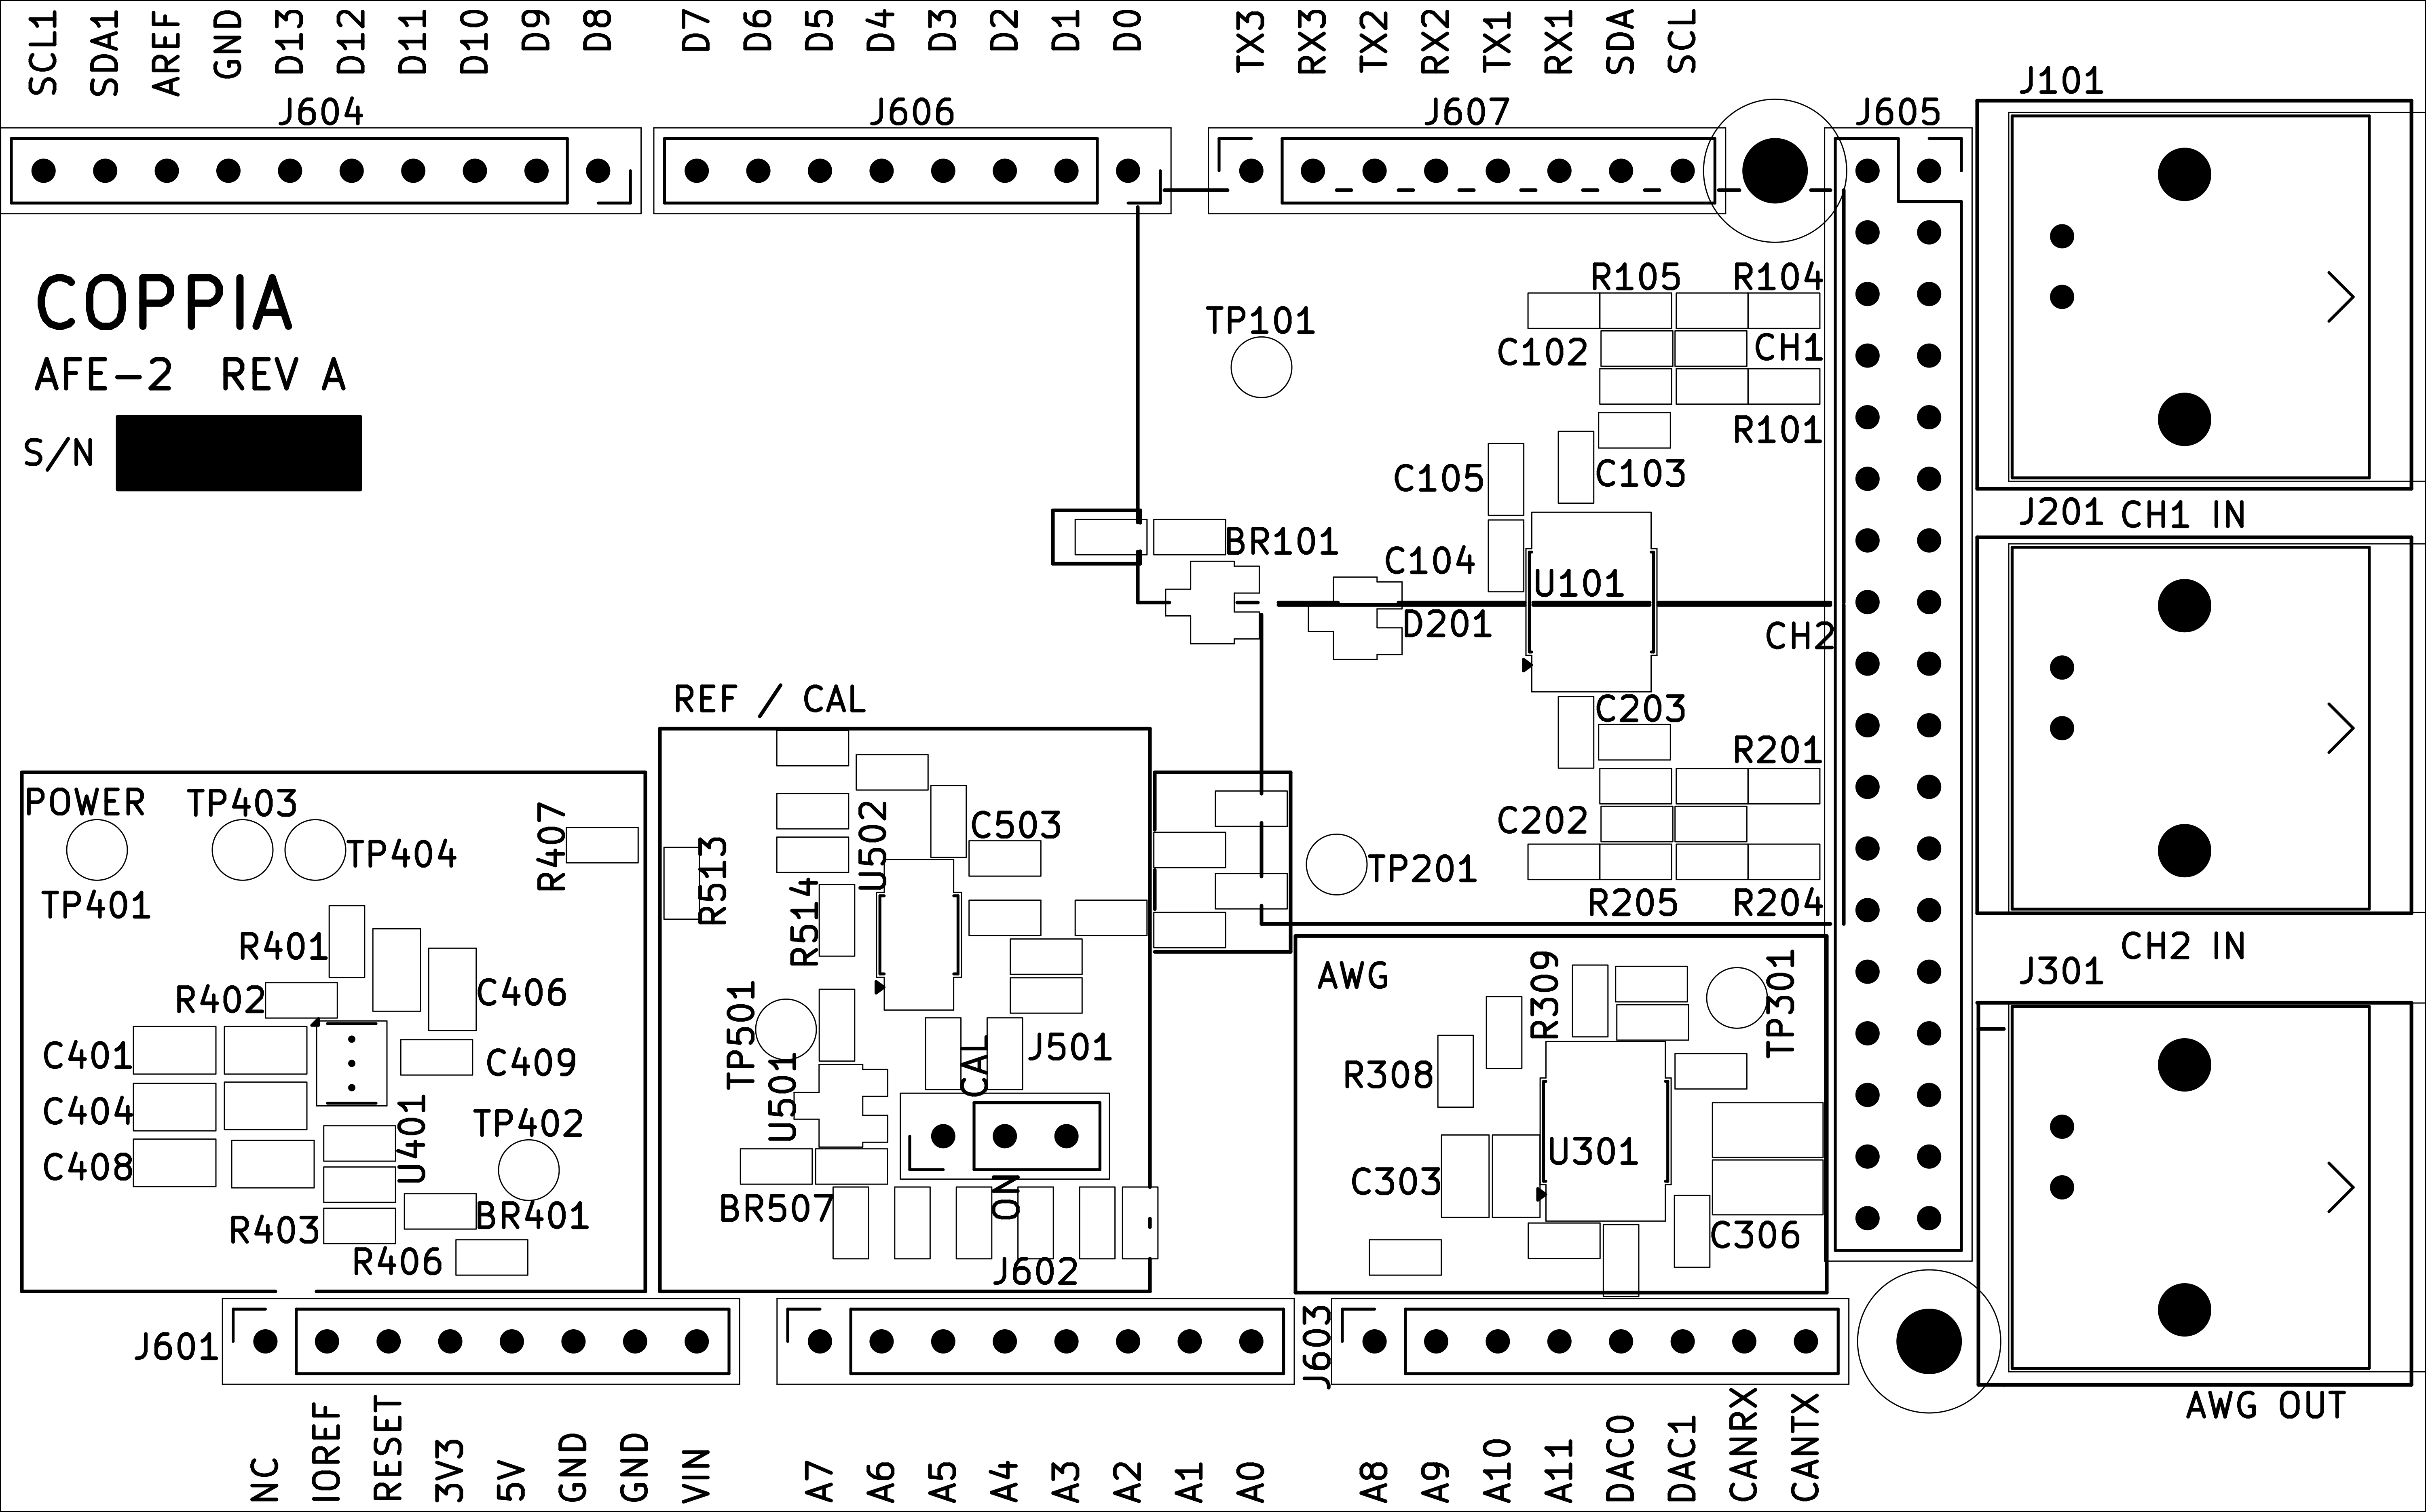 SCL1
SDA1
AREF
GND
D13
D12
D11
D10
D9
D8
D7
D6
D5
D4
D3
D2
D1
D0
TX3
RX3
TX2
RX2
TX1
RX1
SDA
SCL
J604
J606
J607
J605
J101
COPPIA
AFE-2 REV A
S/N
TP101
R105
R104
C102
CH1
R101
C105
C103
J201
CH1 IN
BR101
C104
U101
D201
CH2
REF / CAL
C203
R201
POWER
TP403
R407
U502
C503
C202
TP404
R513
TP201
TP401
R514
R205
R204
R401
CH2 IN
AWG
R309
TP301
J301
R402
C406
TP501
C401
C409
U501
CAL
J501
R308
C404
U401
TP402
C408
U301
C303
BR507
ON
R403
BR401
C306
R406
J602
J601
J603
AWG OUT
NC
IOREF
RESET
3V3
5V
GND
GND
VIN
A7
A6
A5
A4
A3
A2
A1
A0
A8
A9
A10
A11
DAC0
DAC1
CANRX
CANTX